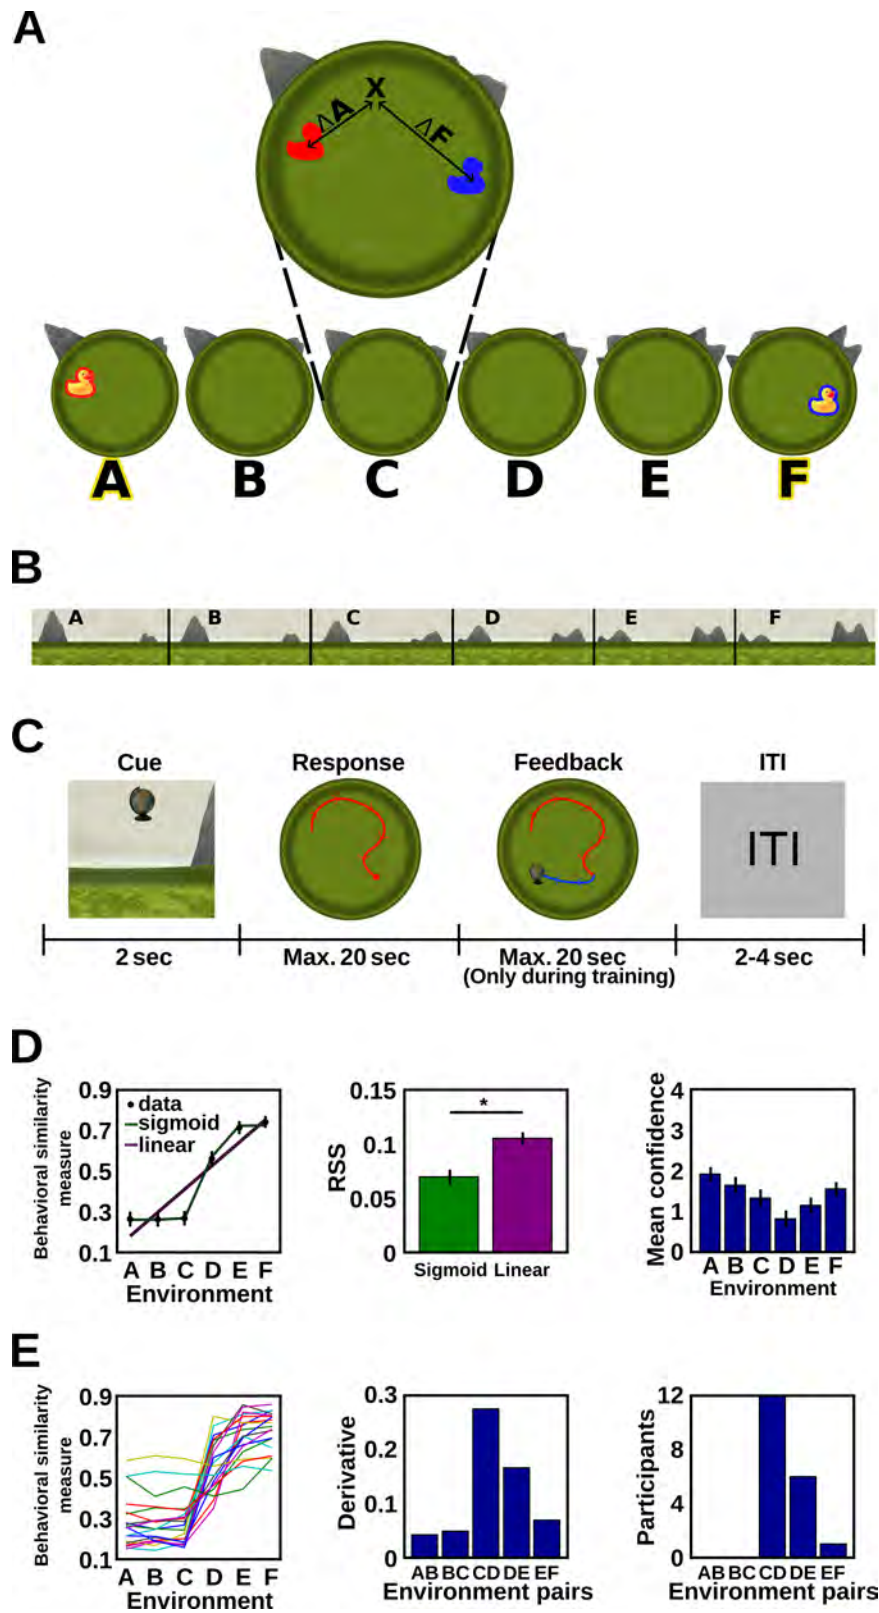 A
X
ΔA
ΔF
A B C D E F
B
A B C D E F
C
Cue Response Feedback ITI
ITI
2 sec Max. 20 sec Max. 20 sec 2-4 sec
(Only during training)
D
Behavioral similarity
measure
0.9
0.7
0.5
0.3
0.1
data
sigmoid
linear
A B C D E F
Environment
RSS
0.15
0.1
0.05
0
*
Sigmoid Linear
Mean confidence
4
3
2
1
0
A B C D E F
Environment
E
Behavioral similarity
measure
0.9
0.7
0.5
0.3
0.1
A B C D E F
Environment
Derivative
0.3
0.2
0.1
0
AB BC CD DE EF
Environment pairs
Participants
12
8
4
0
AB BC CD DE EF
Environment pairs